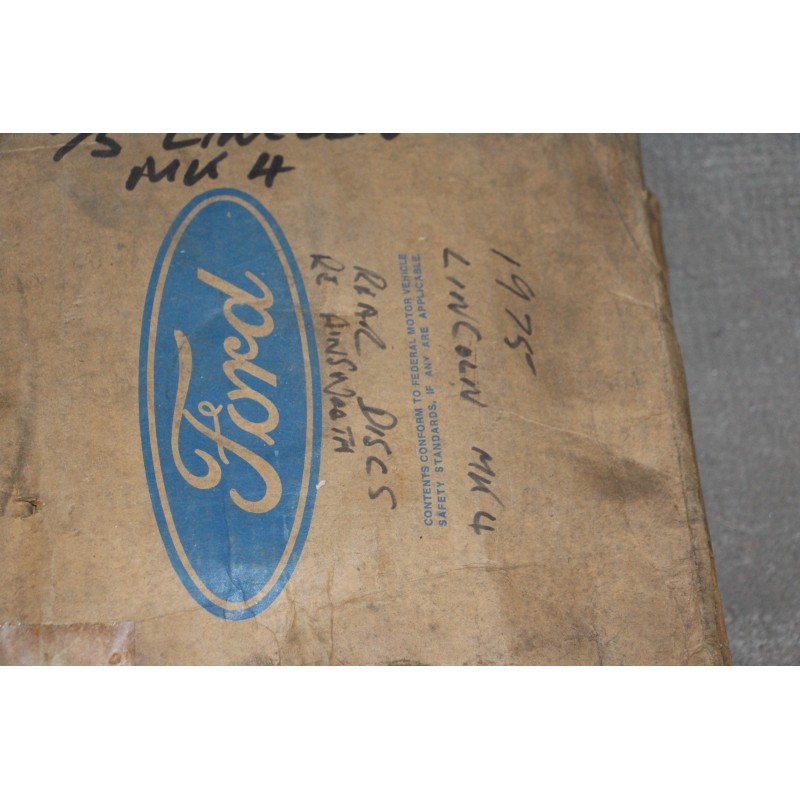 75 LINCOLN
MK 4
1975
LINCOLN MK 4
CONTENTS CONFORM TO FEDERAL MOTOR VEHICLE
SAFETY STANDARDS, IF ANY ARE APPLICABLE.
REAR DISCS
RE
Ford